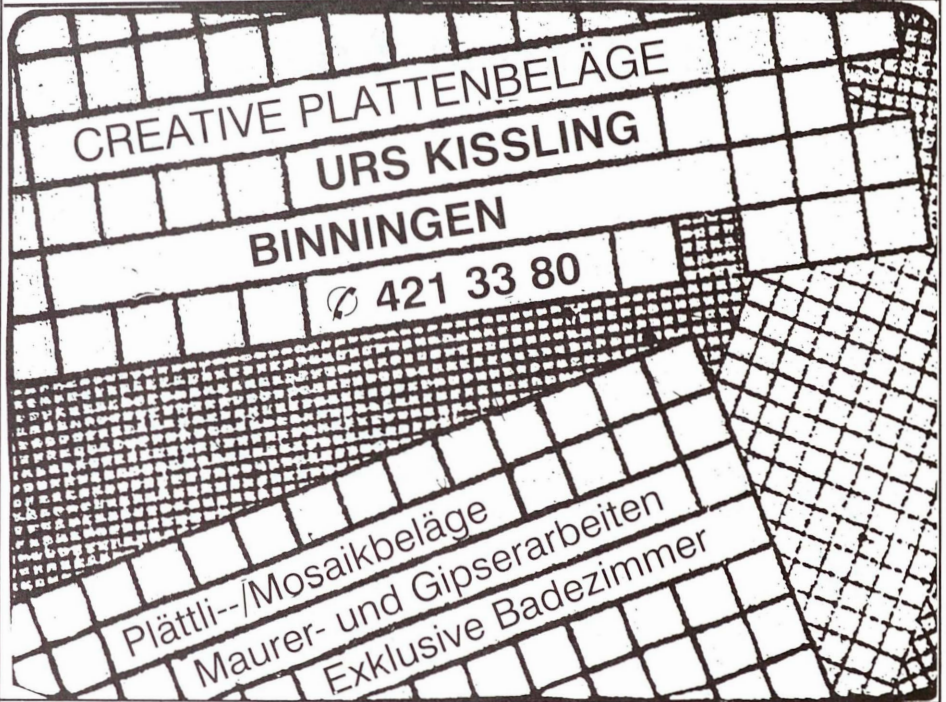 CREATIVE PLATTENBELÄGE
URS KISSLING
BINNINGEN
✆ 421 33 80
Plättli--/Mosaikbeläge
Maurer- und Gipserarbeiten
Exklusive Badezimmer